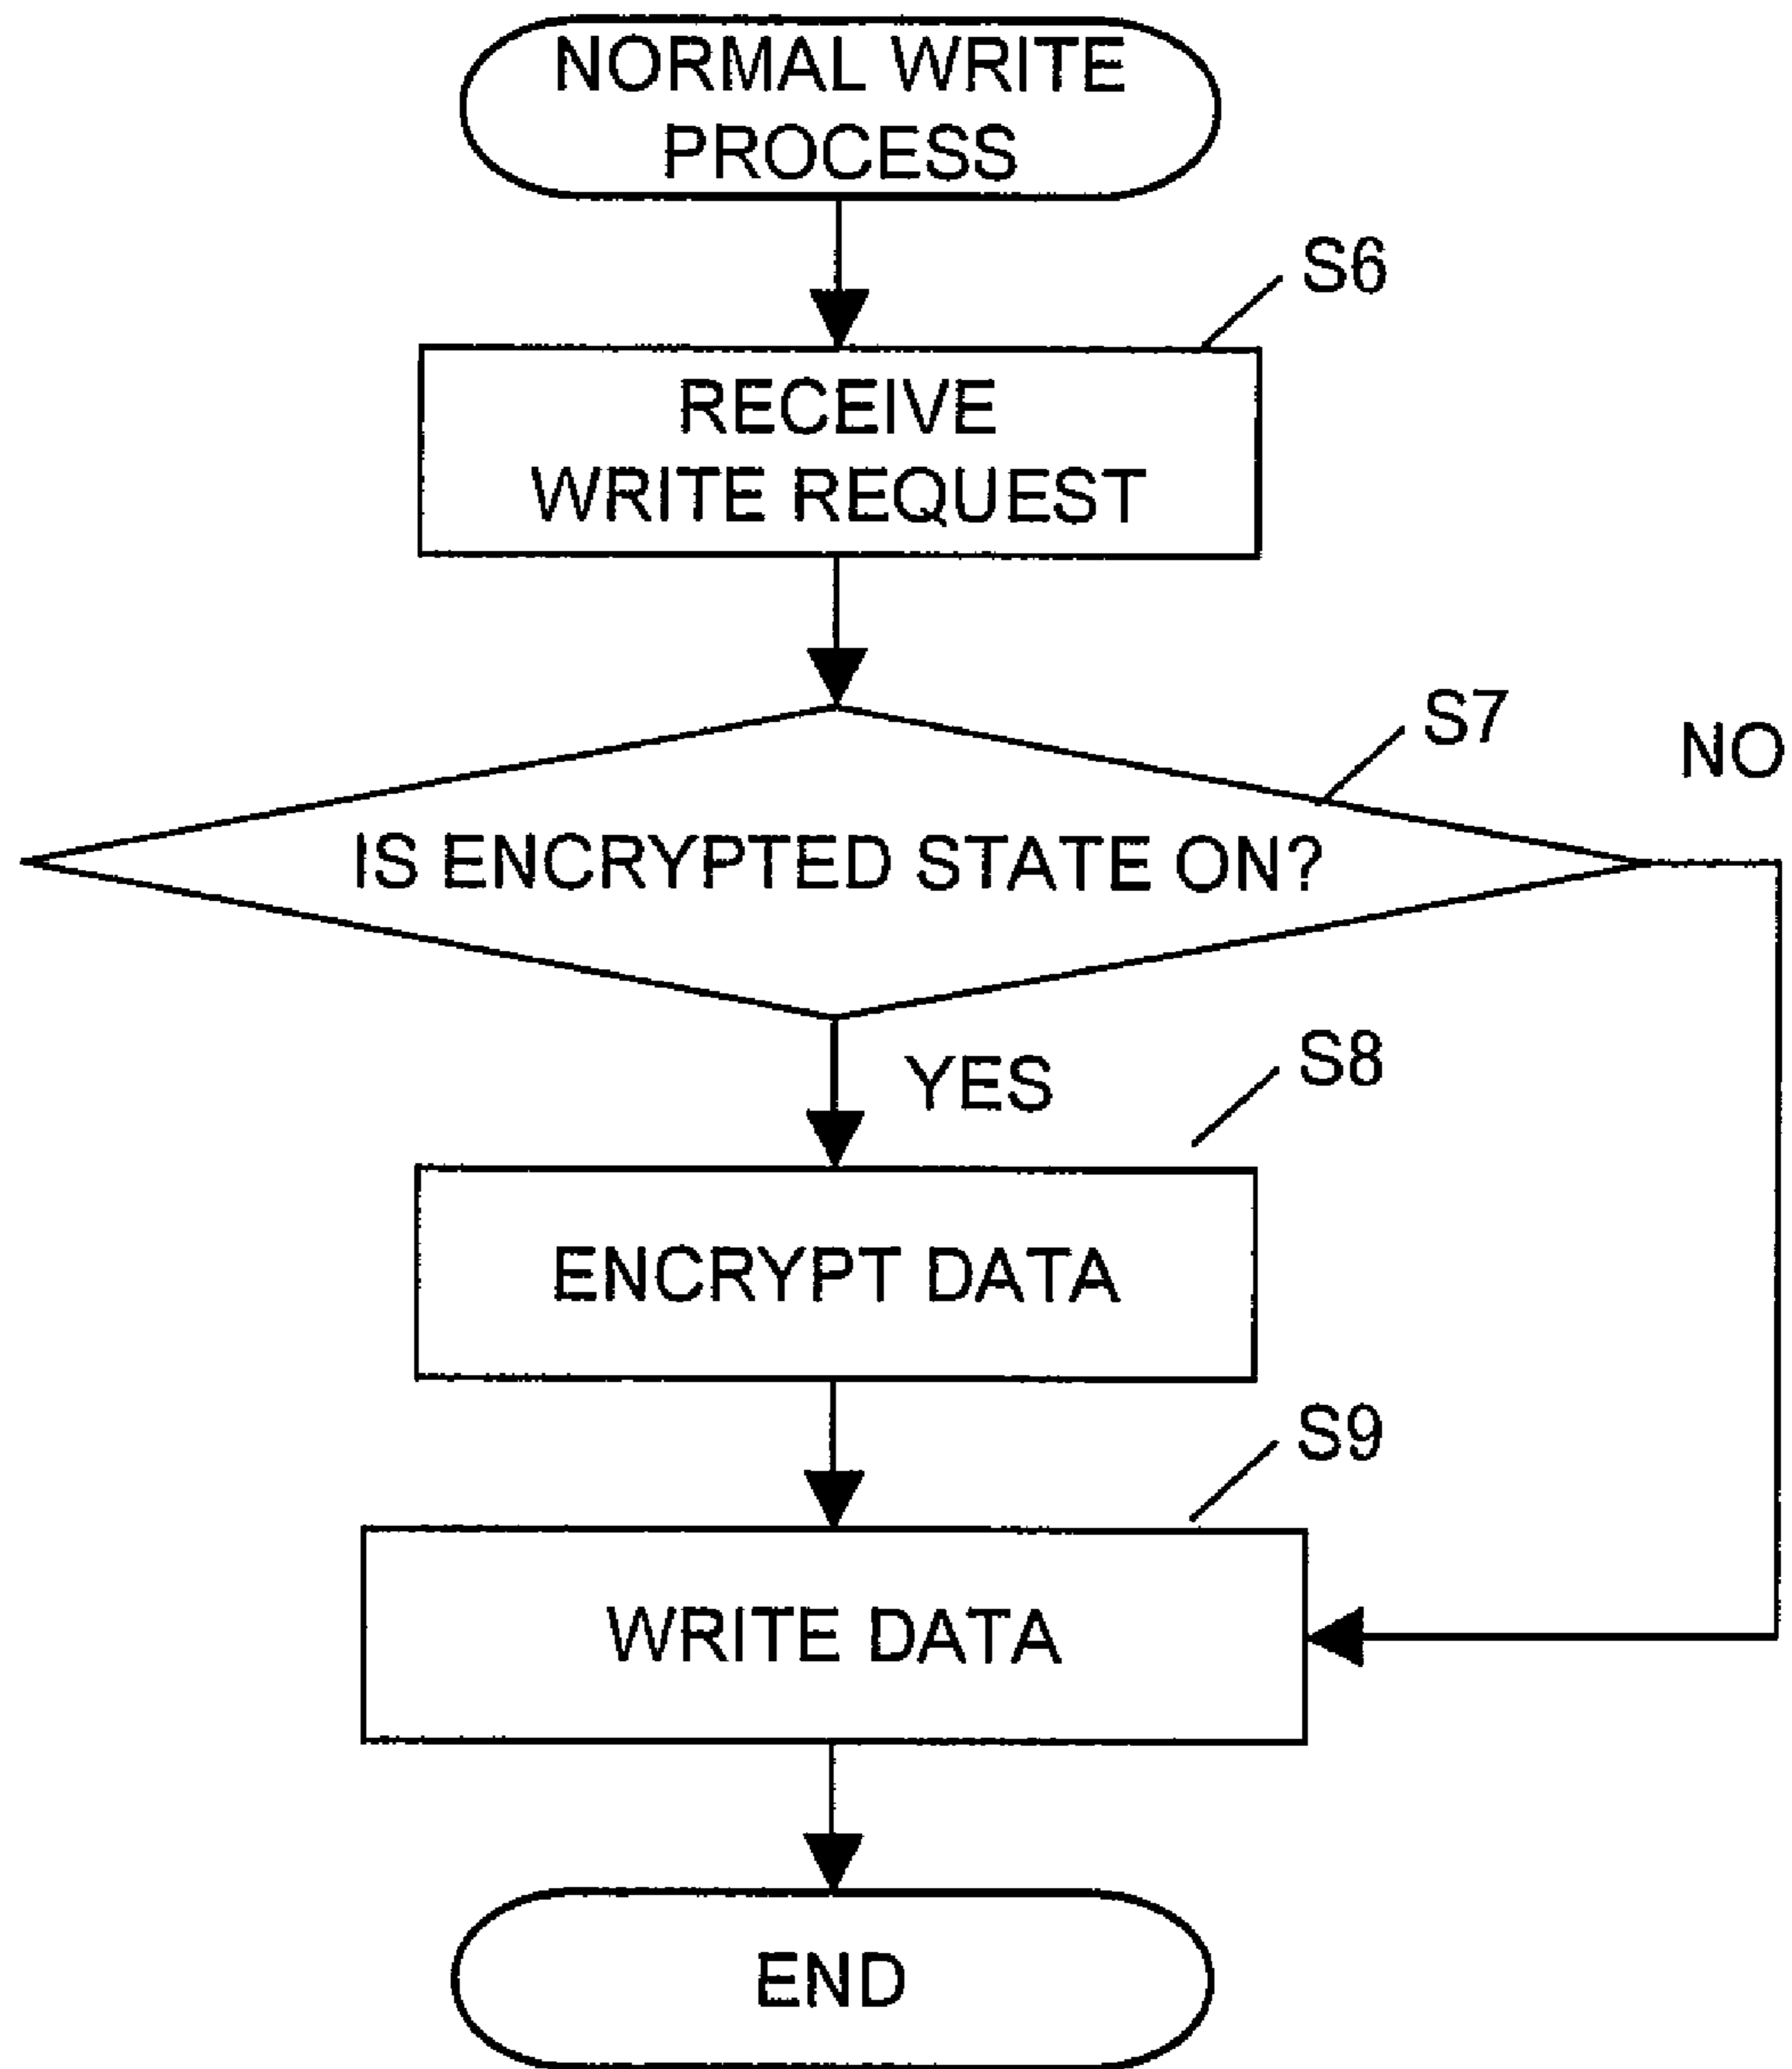 NORMAL WRITE
PROCESS
S6
RECEIVE
WRITE REQUEST
S7
NO
IS ENCRYPTED STATE ON?
YES
S8
ENCRYPT DATA
S9
WRITE DATA
END